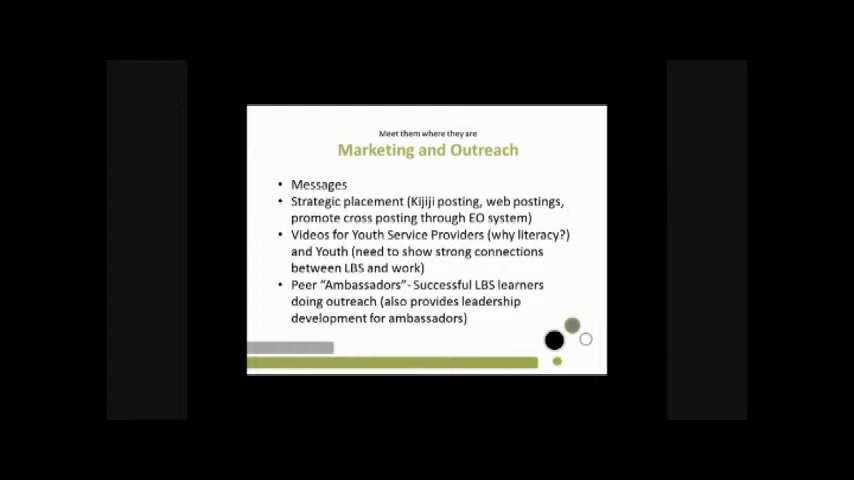 Meet them where they are
Marketing and Outreach
• Messages
• Strategic placement (Kijiji posting, web postings,
promote cross posting through EO system)
• Videos for Youth Service Providers (why literacy?)
and Youth (need to show strong connections
between LBS and work)
• Peer “Ambassadors”- Successful LBS learners
doing outreach (also provides leadership
development for ambassadors)